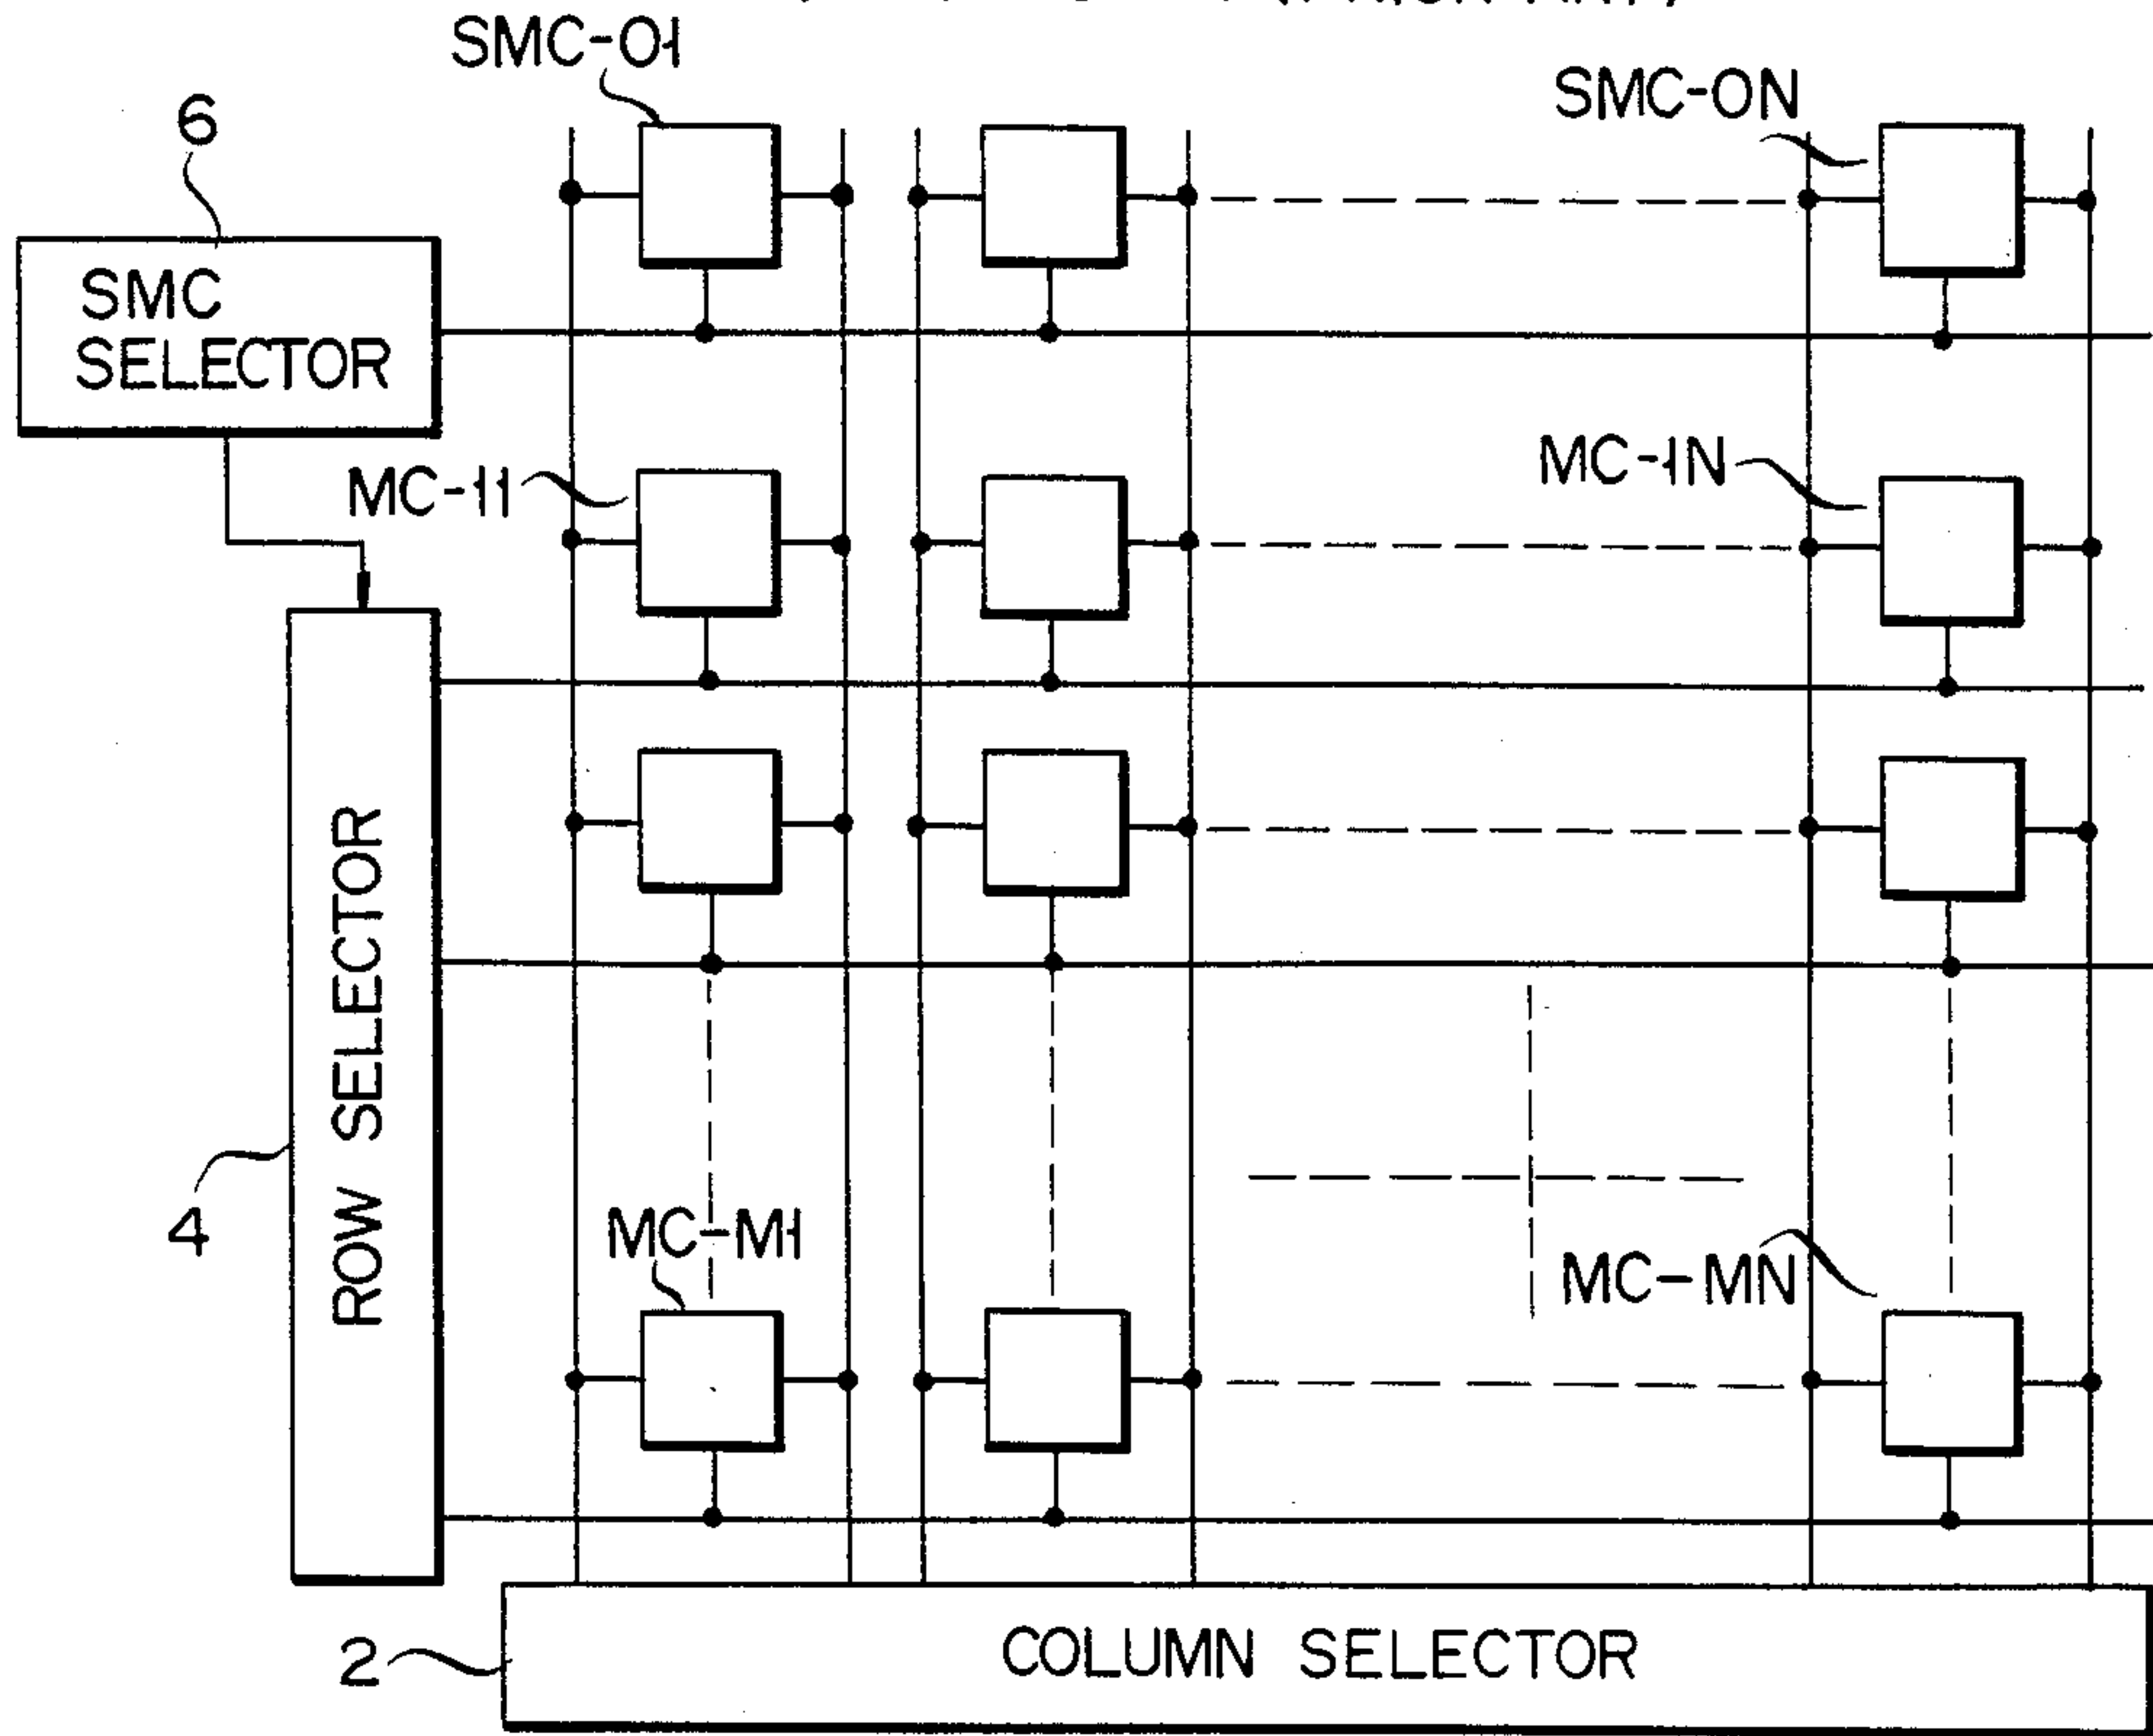 SMC-01
SMC-0N
6
SMC
SELECTOR
MC-11
MC-1N
ROW SELECTOR
4
MC-M1
MC-MN
2
COLUMN SELECTOR